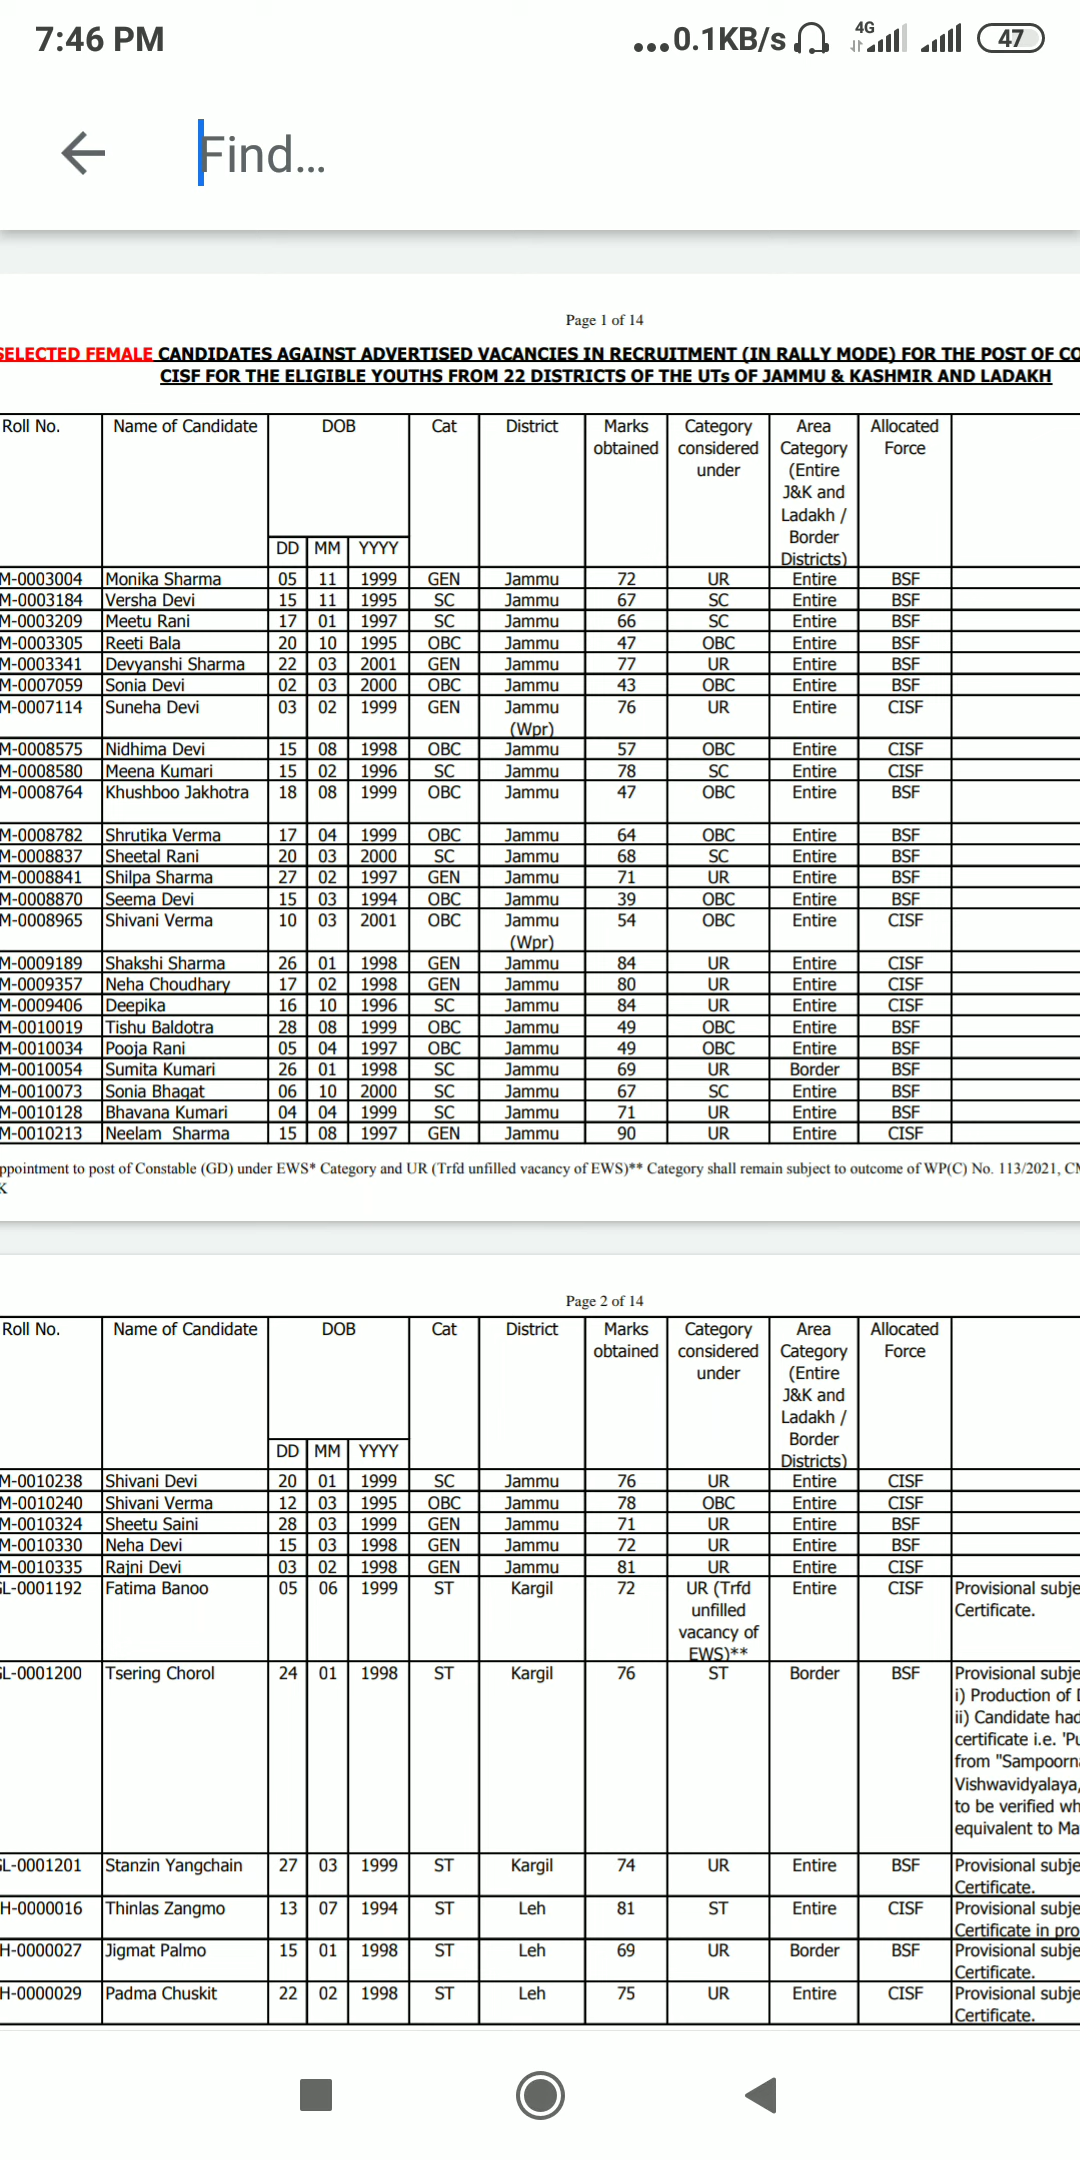 7:46 PM ...0.1KB/s 4G 47
Find...
Page 1 of 14
SELECTED FEMALE CANDIDATES AGAINST ADVERTISED VACANCIES IN RECRUITMENT (IN RALLY MODE) FOR THE POST OF CO
CISF FOR THE ELIGIBLE YOUTHS FROM 22 DISTRICTS OF THE UTs OF JAMMU & KASHMIR AND LADAKH
Roll No. Name of Candidate DOB Cat District Marks Category Area Allocated
obtained considered Category Force
under (Entire
J&K and
Ladakh /
Border
DD MM YYYY Districts)
M-0003004 Monika Sharma 05 11 1999 GEN Jammu 72 UR Entire BSF
M-0003184 Versha Devi 15 11 1995 SC Jammu 67 SC Entire BSF
M-0003209 Meetu Rani 17 01 1997 SC Jammu 66 SC Entire BSF
M-0003305 Reeti Bala 20 10 1995 OBC Jammu 47 OBC Entire BSF
M-0003341 Devyanshi Sharma 22 03 2001 GEN Jammu 77 UR Entire BSF
M-0007059 Sonia Devi 02 03 2000 OBC Jammu 43 OBC Entire BSF
M-0007114 Suneha Devi 03 02 1999 GEN Jammu 76 UR Entire CISF
(Wpr)
M-0008575 Nidhima Devi 15 08 1998 OBC Jammu 57 OBC Entire CISF
M-0008580 Meena Kumari 15 02 1996 SC Jammu 78 SC Entire CISF
M-0008764 Khushboo Jakhotra 18 08 1999 OBC Jammu 47 OBC Entire BSF
M-0008782 Shrutika Verma 17 04 1999 OBC Jammu 64 OBC Entire BSF
M-0008837 Sheetal Rani 20 03 2000 SC Jammu 68 SC Entire BSF
M-0008841 Shilpa Sharma 27 02 1997 GEN Jammu 71 UR Entire BSF
M-0008870 Seema Devi 15 03 1994 OBC Jammu 39 OBC Entire BSF
M-0008965 Shivani Verma 10 03 2001 OBC Jammu 54 OBC Entire CISF
(Wpr)
M-0009189 Shakshi Sharma 26 01 1998 GEN Jammu 84 UR Entire CISF
M-0009357 Neha Choudhary 17 02 1998 GEN Jammu 80 UR Entire CISF
M-0009406 Deepika 16 10 1996 SC Jammu 84 UR Entire CISF
M-0010019 Tishu Baldotra 28 08 1999 OBC Jammu 49 OBC Entire BSF
M-0010034 Pooja Rani 05 04 1997 OBC Jammu 49 OBC Entire BSF
M-0010054 Sumita Kumari 26 01 1998 SC Jammu 69 UR Border BSF
M-0010073 Sonia Bhagat 06 10 2000 SC Jammu 67 SC Entire BSF
M-0010128 Bhavana Kumari 04 04 1999 SC Jammu 71 UR Entire BSF
M-0010213 Neelam Sharma 15 08 1997 GEN Jammu 90 UR Entire CISF
ppointment to post of Constable (GD) under EWS* Category and UR (Trfd unfilled vacancy of EWS)** Category shall remain subject to outcome of WP(C) No. 113/2021, CM
K
Page 2 of 14
Roll No. Name of Candidate DOB Cat District Marks Category Area Allocated
obtained considered Category Force
under (Entire
J&K and
Ladakh /
Border
DD MM YYYY Districts)
M-0010238 Shivani Devi 20 01 1999 SC Jammu 76 UR Entire CISF
M-0010240 Shivani Verma 12 03 1995 OBC Jammu 78 OBC Entire CISF
M-0010324 Sheetu Saini 28 03 1999 GEN Jammu 71 UR Entire BSF
M-0010330 Neha Devi 15 03 1998 GEN Jammu 72 UR Entire BSF
M-0010335 Rajni Devi 03 02 1998 GEN Jammu 81 UR Entire CISF
GL-0001192 Fatima Banoo 05 06 1999 ST Kargil 72 UR (Trfd Entire CISF Provisional subje
unfilled Certificate.
vacancy of
EWS)**
GL-0001200 Tsering Chorol 24 01 1998 ST Kargil 76 ST Border BSF Provisional subje
i) Production of D
ii) Candidate had
certificate i.e. 'Pu
from "Sampoorna
Vishwavidyalaya,
to be verified wh
equivalent to Ma
GL-0001201 Stanzin Yangchain 27 03 1999 ST Kargil 74 UR Entire BSF Provisional subje
Certificate.
H-0000016 Thinlas Zangmo 13 07 1994 ST Leh 81 ST Entire CISF Provisional subje
Certificate in pro
H-0000027 Jigmat Palmo 15 01 1998 ST Leh 69 UR Border BSF Provisional subje
Certificate.
H-0000029 Padma Chuskit 22 02 1998 ST Leh 75 UR Entire CISF Provisional subje
Certificate.